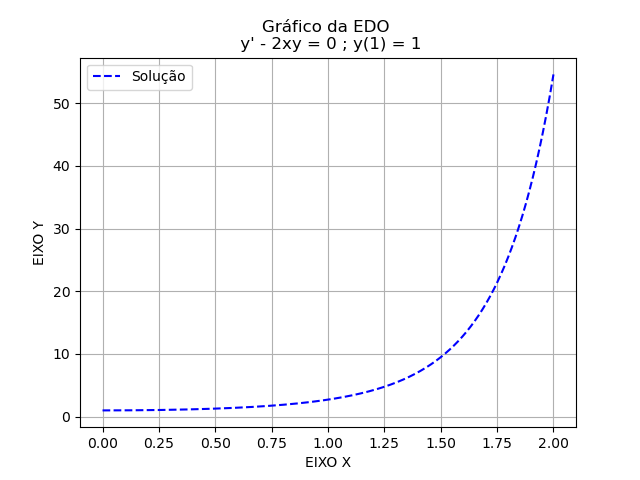 Gráfico da EDO
y' - 2xy = 0 ; y(1) = 1
Solução
EIXO Y
50
40
30
20
10
0
0.00 0.25 0.50 0.75 1.00 1.25 1.50 1.75 2.00
EIXO X